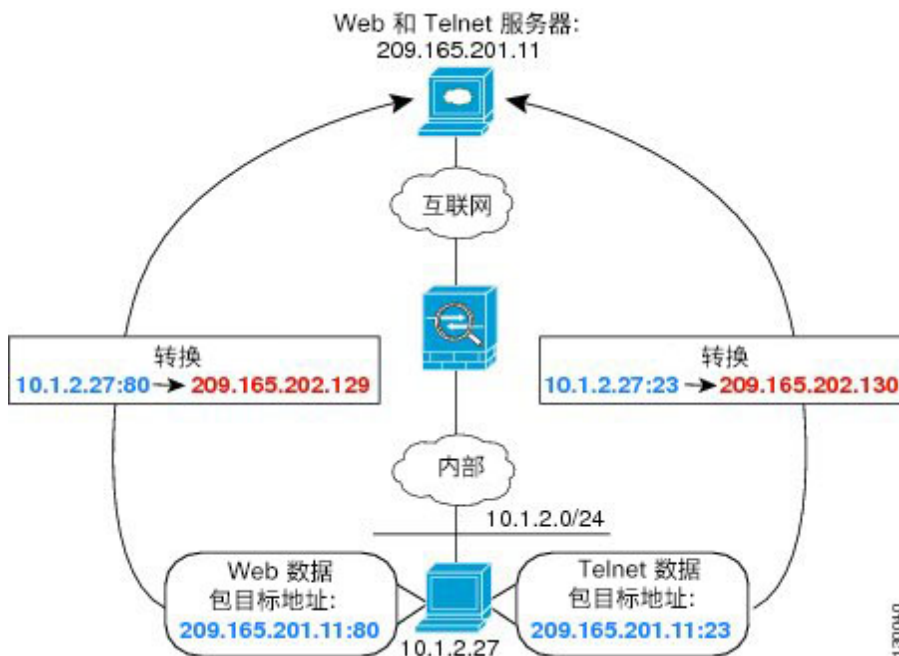 Web 和 Telnet 服务器:
209.165.201.11
互联网
转换
10.1.2.27:80 209.165.202.129
转换
10.1.2.27:23 209.165.202.130
内部
10.1.2.0/24
Web 数据
包目标地址:
209.165.201.11:80
Telnet 数据
包目标地址:
209.165.201.11:23
10.1.2.27